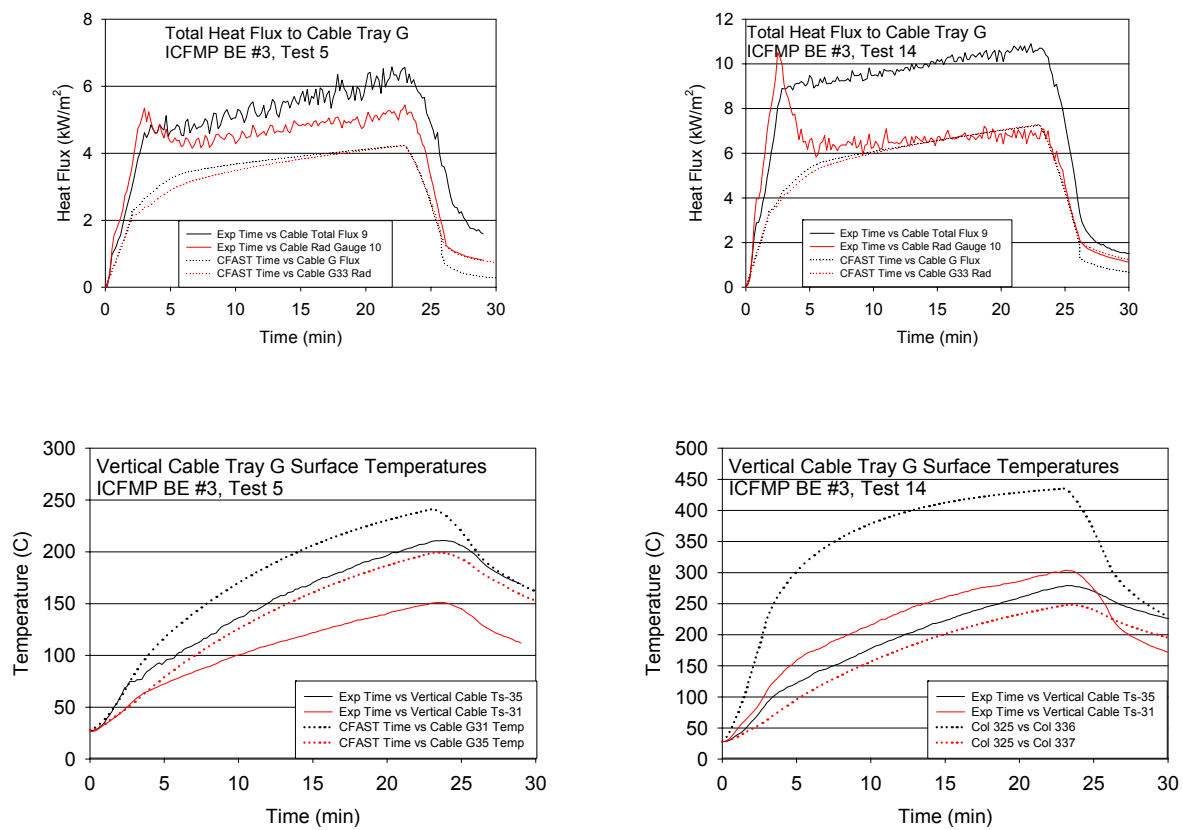 Total Heat Flux to Cable Tray G
ICFMP BE #3, Test 5
Heat Flux (kW/m²)
8
6
4
2
0
Exp Time vs Cable Total Flux 9
Exp Time vs Cable Rad Gauge 10
CFAST Time vs Cable G Flux
CFAST Time vs Cable G33 Rad
0 5 10 15 20 25 30
Time (min)
Total Heat Flux to Cable Tray G
ICFMP BE #3, Test 14
Heat Flux (kW/m²)
12
10
8
6
4
2
0
Exp Time vs Cable Total Flux 9
Exp Time vs Cable Rad Gauge 10
CFAST Time vs Cable G Flux
CFAST Time vs Cable G33 Rad
0 5 10 15 20 25 30
Time (min)
Vertical Cable Tray G Surface Temperatures
ICFMP BE #3, Test 5
Temperature (C)
300
250
200
150
100
50
0
Exp Time vs Vertical Cable Ts-35
Exp Time vs Vertical Cable Ts-31
CFAST Time vs Cable G31 Temp
CFAST Time vs Cable G35 Temp
0 5 10 15 20 25 30
Time (min)
Vertical Cable Tray G Surface Temperatures
ICFMP BE #3, Test 14
Temperature (C)
500
450
400
350
300
250
200
150
100
50
0
Exp Time vs Vertical Cable Ts-35
Exp Time vs Vertical Cable Ts-31
Col 325 vs Col 336
Col 325 vs Col 337
0 5 10 15 20 25 30
Time (min)